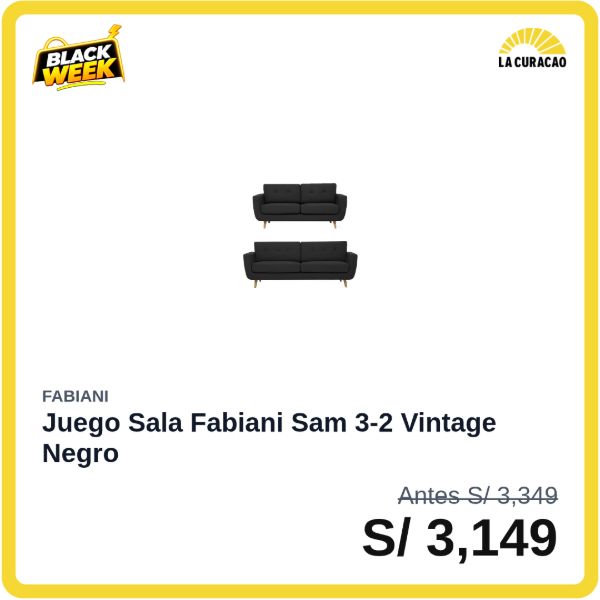 BLACK
WEEK
LA CURACAO
FABIANI
Juego Sala Fabiani Sam 3-2 Vintage
Negro
Antes S/ 3,349
S/ 3,149